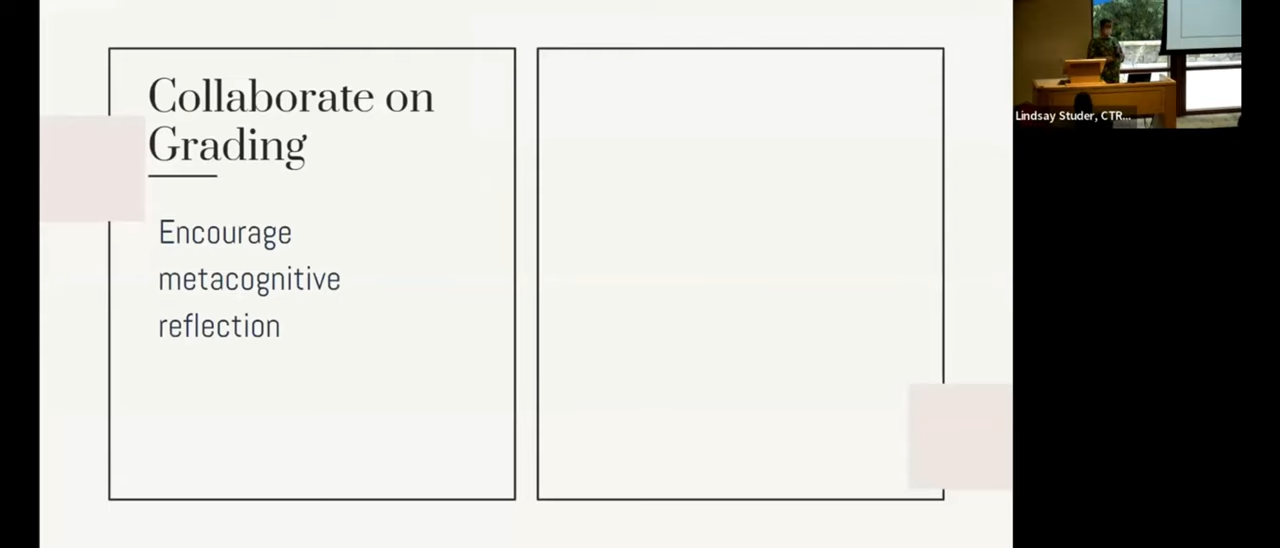 Collaborate on
Grading
Encourage
metacognitive
reflection
Lindsay Studer, CTR...